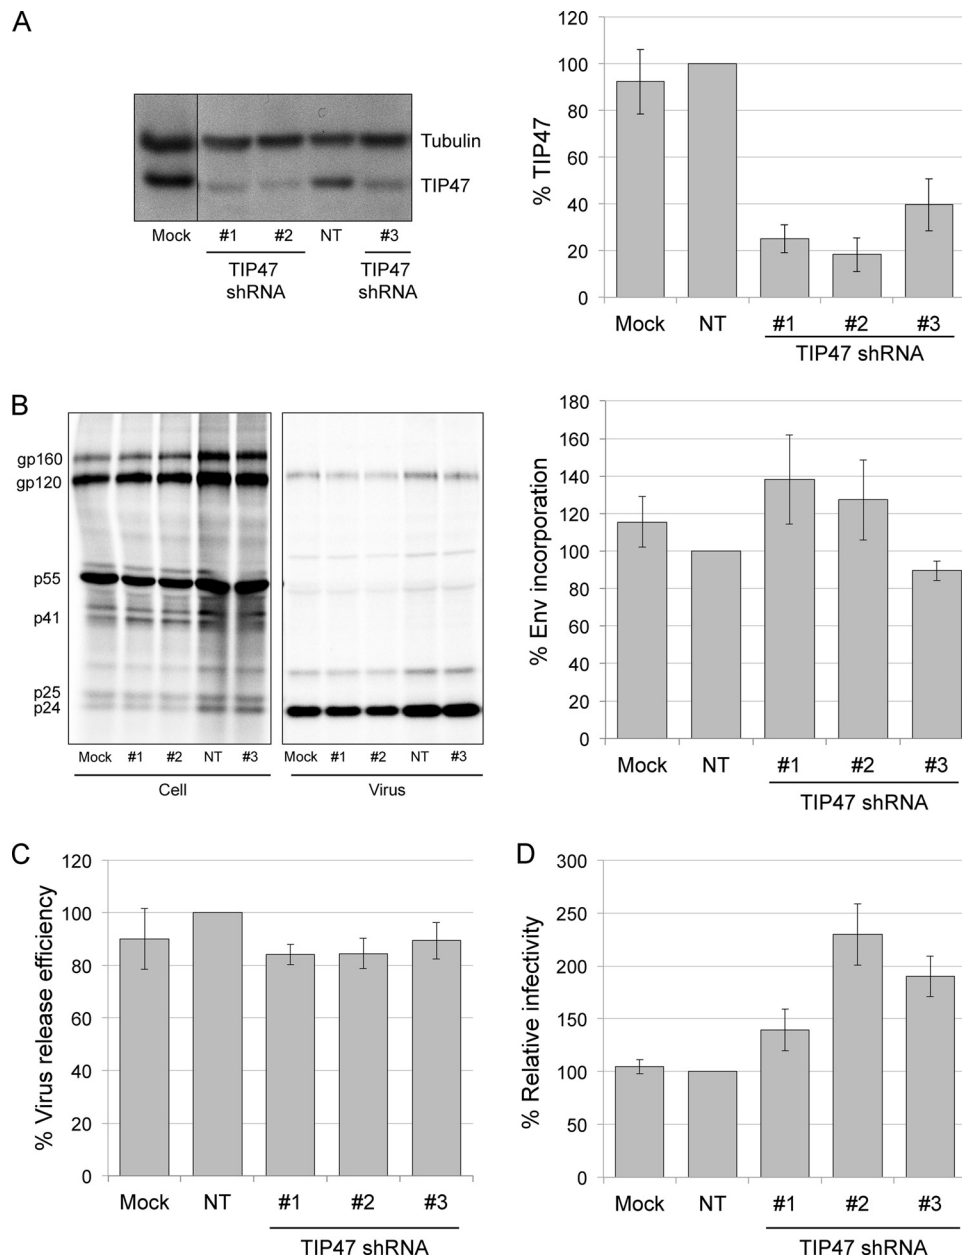 A
Tubulin
TIP47
Mock #1 #2 NT #3
TIP47 TIP47
shRNA shRNA
% TIP47
120
100
80
60
40
20
0
Mock NT #1 #2 #3
TIP47 shRNA
B
gp160
gp120
p55
p41
p25
p24
Mock #1 #2 NT #3
Cell
Mock #1 #2 NT #3
Virus
% Env incorporation
180
160
140
120
100
80
60
40
20
0
Mock NT #1 #2 #3
TIP47 shRNA
C
% Virus release efficiency
120
100
80
60
40
20
0
Mock NT #1 #2 #3
TIP47 shRNA
D
% Relative infectivity
300
250
200
150
100
50
0
Mock NT #1 #2 #3
TIP47 shRNA